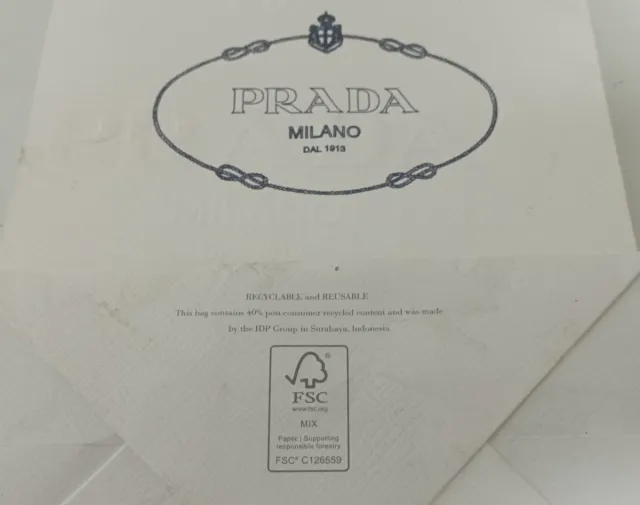 PRADA
MILANO
DAL 1913
RECYCLABLE and REUSABLE
This bag contains 40% post-consumer recycled content and was made
by the IDP Group in Surabaya, Indonesia.
®
FSC
www.fsc.org
MIX
Paper | Supporting
responsible forestry
FSC® C126559